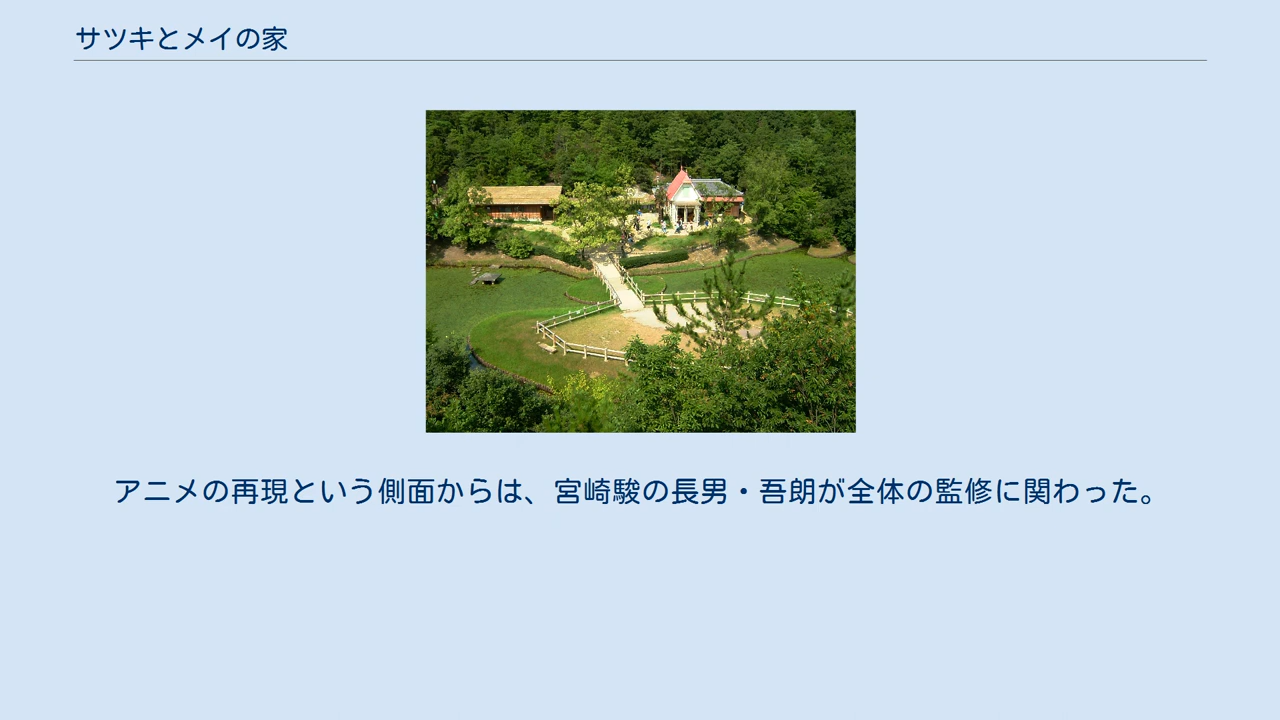 サツキとメイの家
アニメの再現という側面からは、宮崎駿の長男・吾朗が全体の監修に関わった。